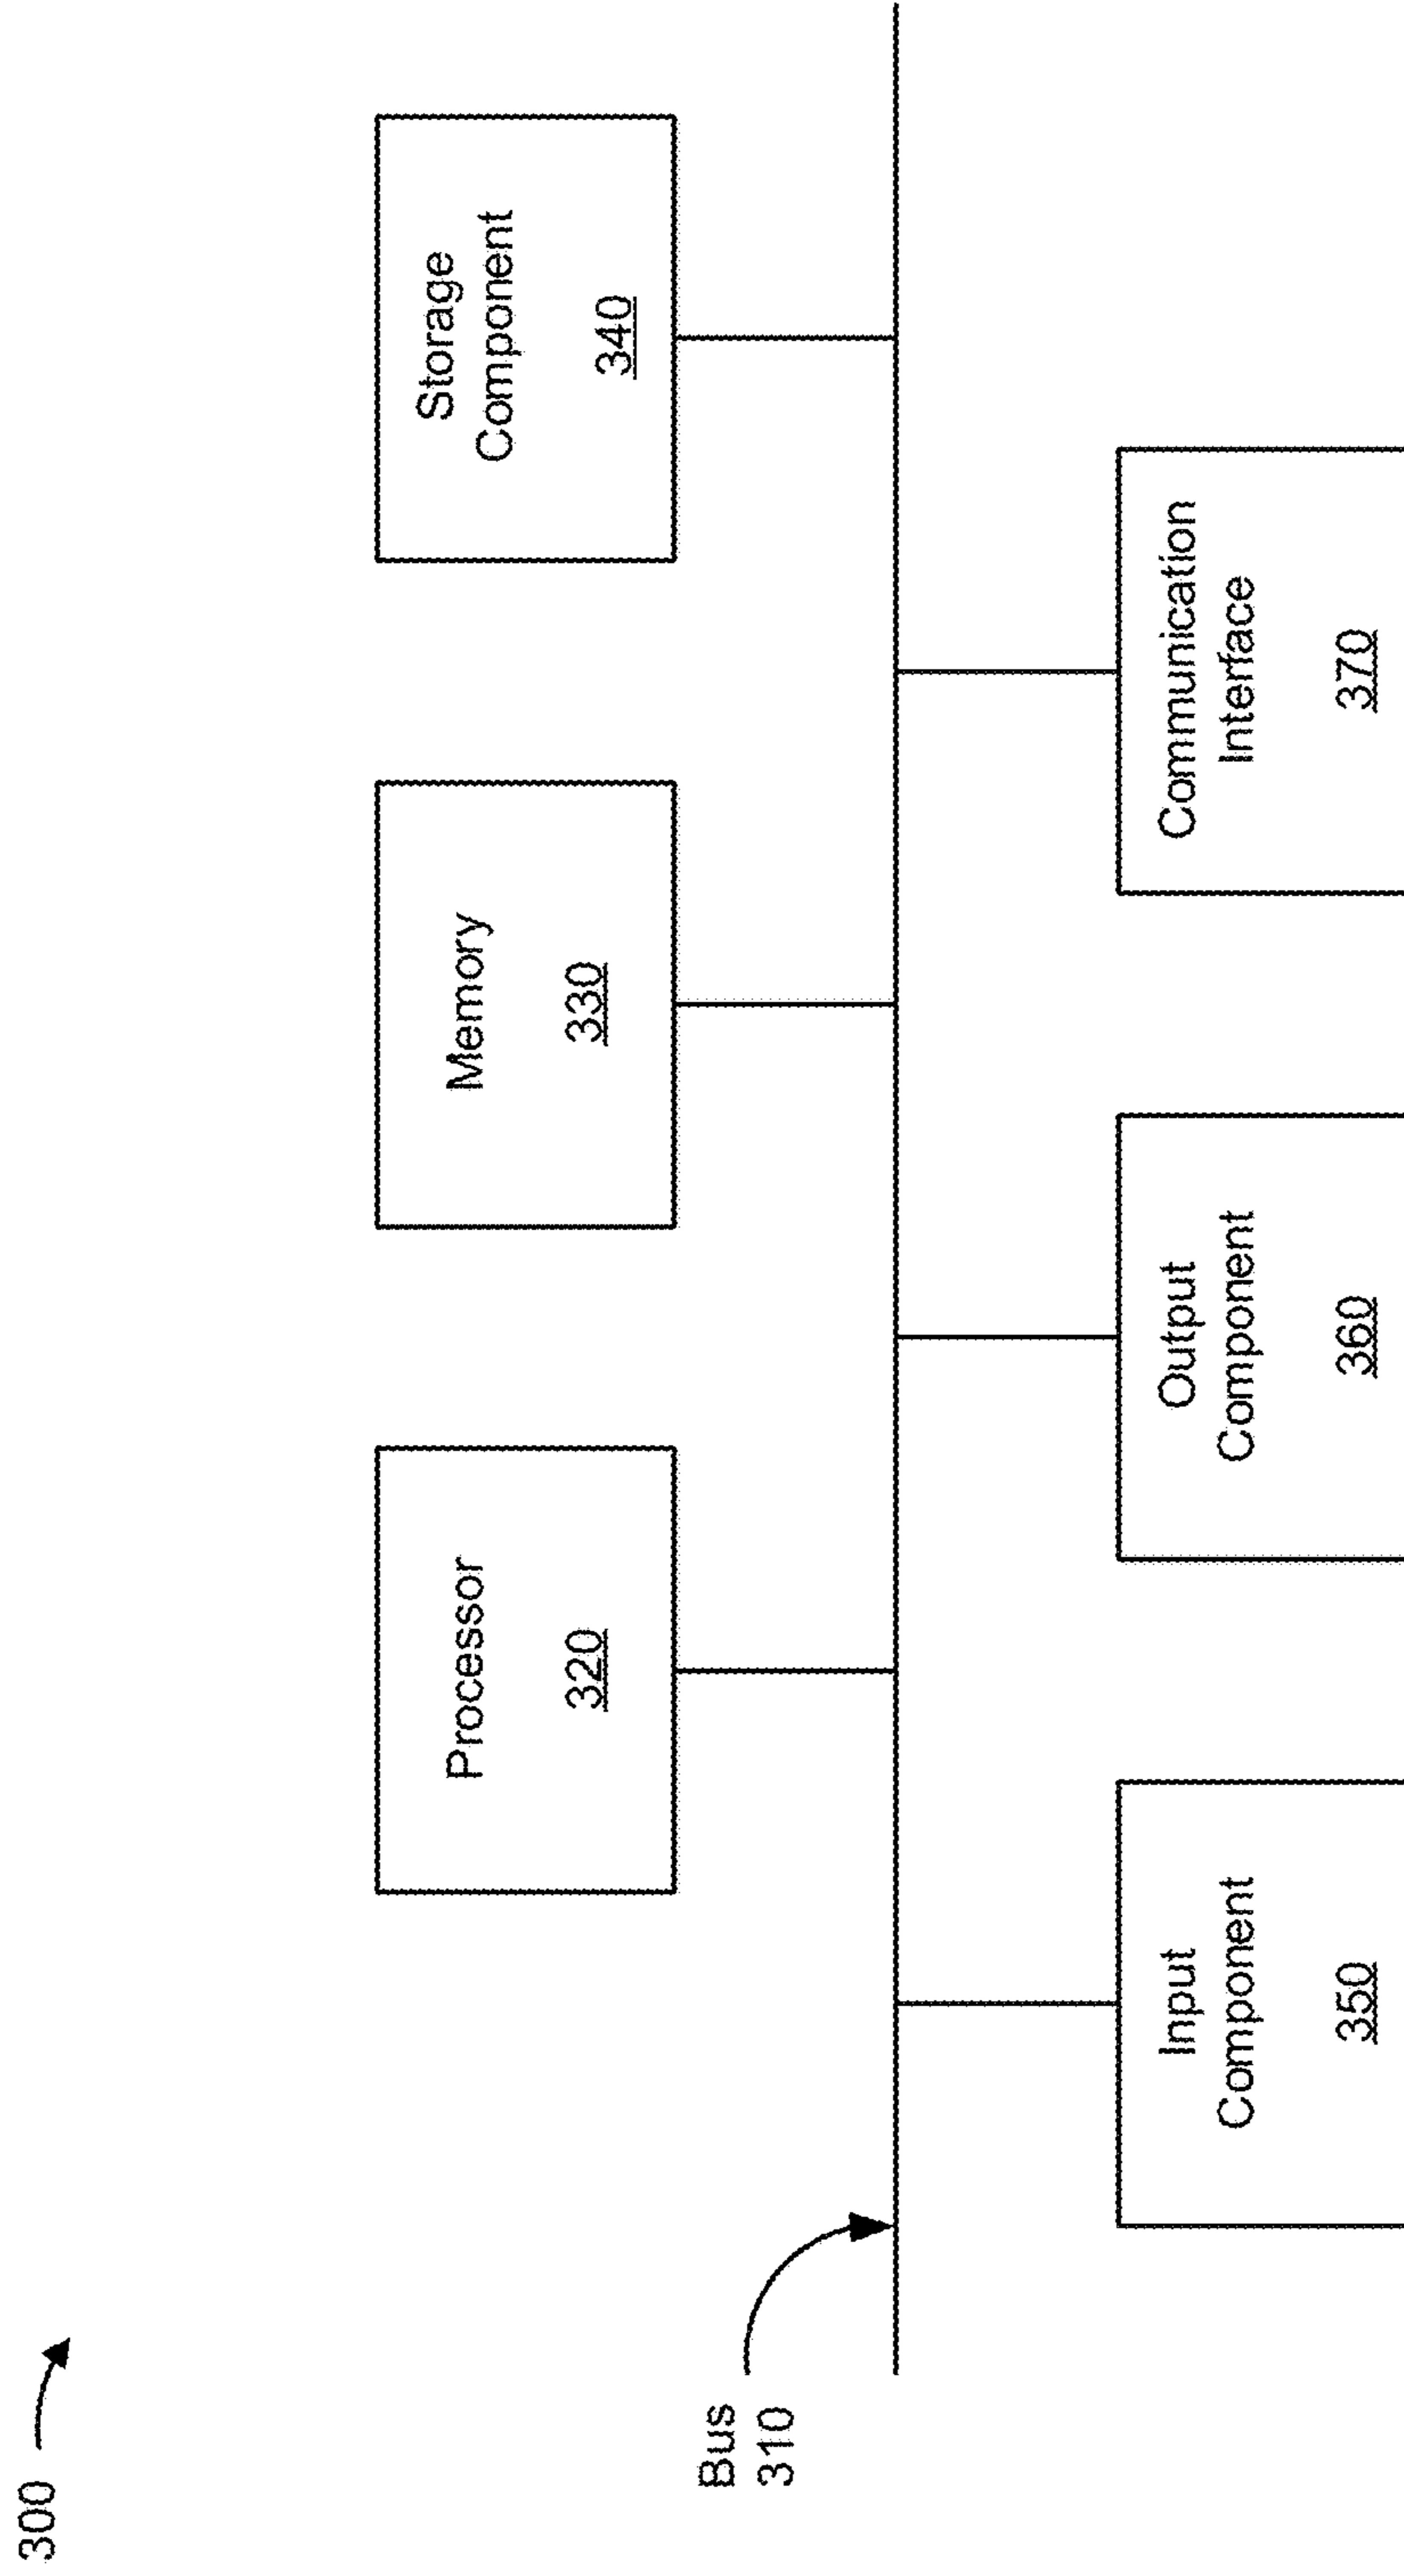 300
Processor
320
Memory
330
Storage
Component
340
Bus
310
Input
Component
350
Output
Component
360
Communication
Interface
370